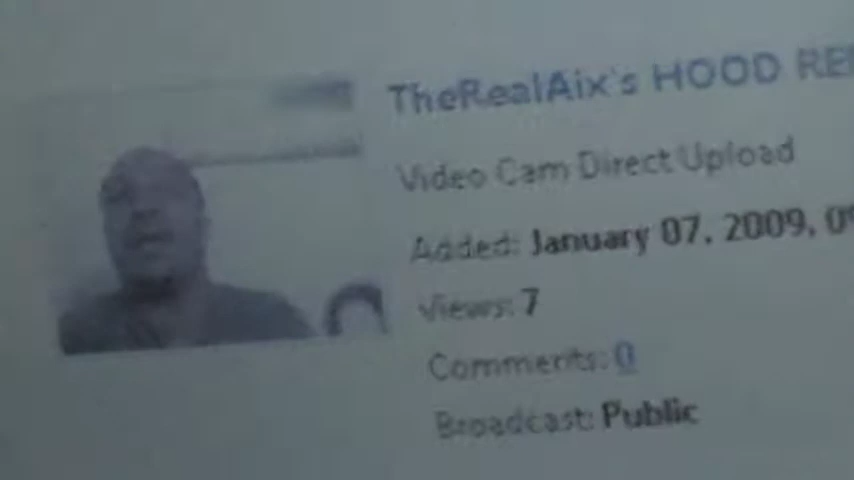 TheRealAix's HOOD
Video Cam Direct Upload
Added: January 07, 2009,
Views: 7
Comments: 0
Broadcast: Public